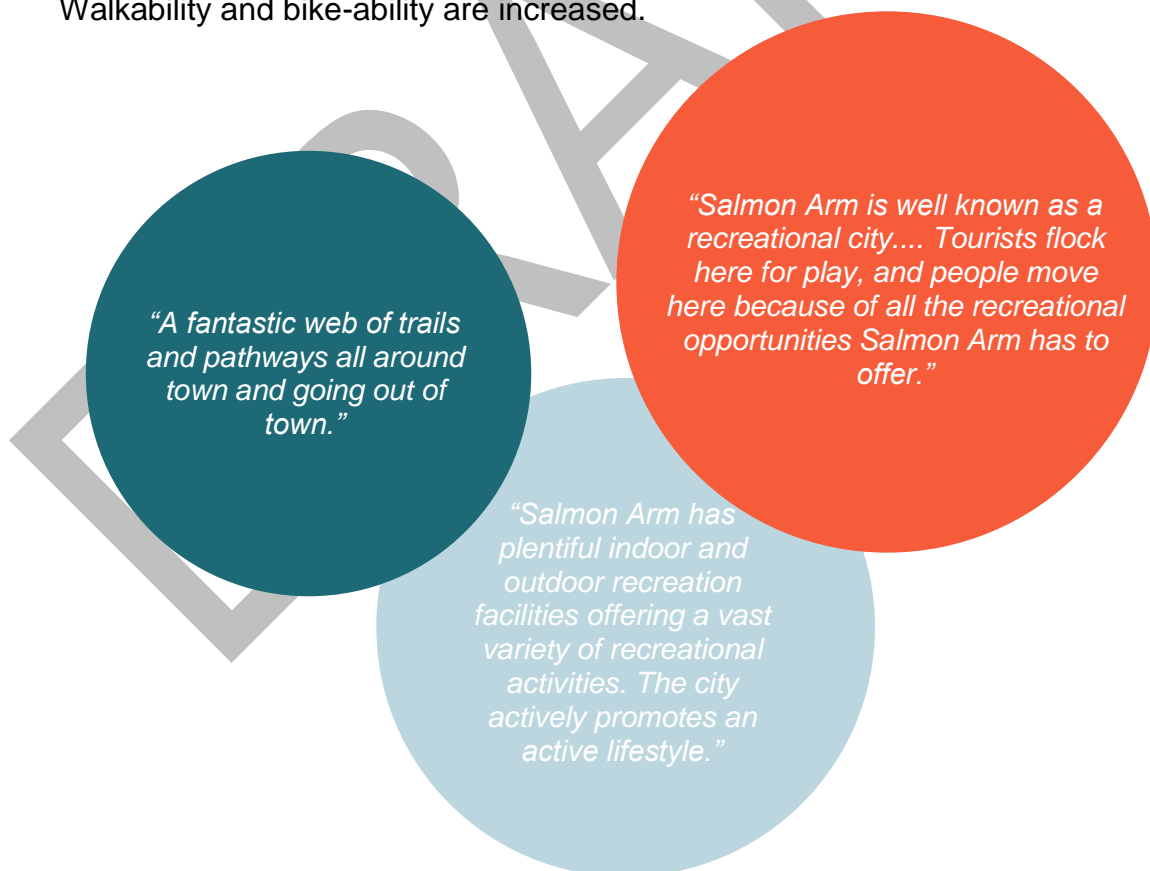 Walkability and bike-ability are increased.
“Salmon Arm is well known as a
recreational city.... Tourists flock
here for play, and people move
here because of all the recreational
opportunities Salmon Arm has to
offer.”
“A fantastic web of trails
and pathways all around
town and going out of
town.”
“Salmon Arm has
plentiful indoor and
outdoor recreation
facilities offering a vast
variety of recreational
activities. The city
actively promotes an
active lifestyle.”